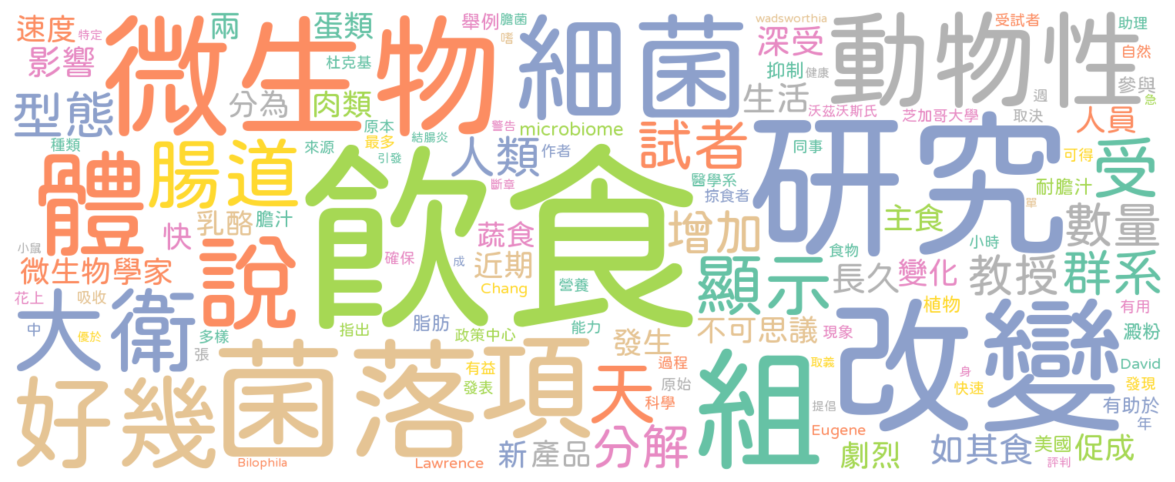 速度
特定
兩
蛋類
舉例
膽菌
嗜
wadsworthia
深受
受試者
助理
影響
微生物
杜克基
細菌
抑制
健康
動物性
自然
參與
週
急
型態
分為
肉類
生活
沃茲沃斯氏
芝加哥大學
取決
人員
種類
原本
最多
結腸炎
警告
microbiome
來源
引發
人類
作者
試者
同事
研究
可得
受
體
腸道
斷章
醫學系
掠食者
耐膽汁
單
飲食
乳酪
膽汁
增加
主食
數量
小鼠
快
說
蔬食
食物
小時
微生物學家
確保
成
近期
顯示
長久
變化
教授
群系
花上
吸收
Chang
營養
植物
有用
大衛
中
優於
多樣
指出
脂肪
政策中心
能力
不可思議
現象
改變
澱粉
張
發生
好幾
菌落
項
有益
發表
過程
原始
科學
天
組
取義
身
快速
David
發現
有助於
年
提倡
Eugene
Bilophila
Lawrence
新
產品
分解
劇烈
如其食
美國
評判
促成